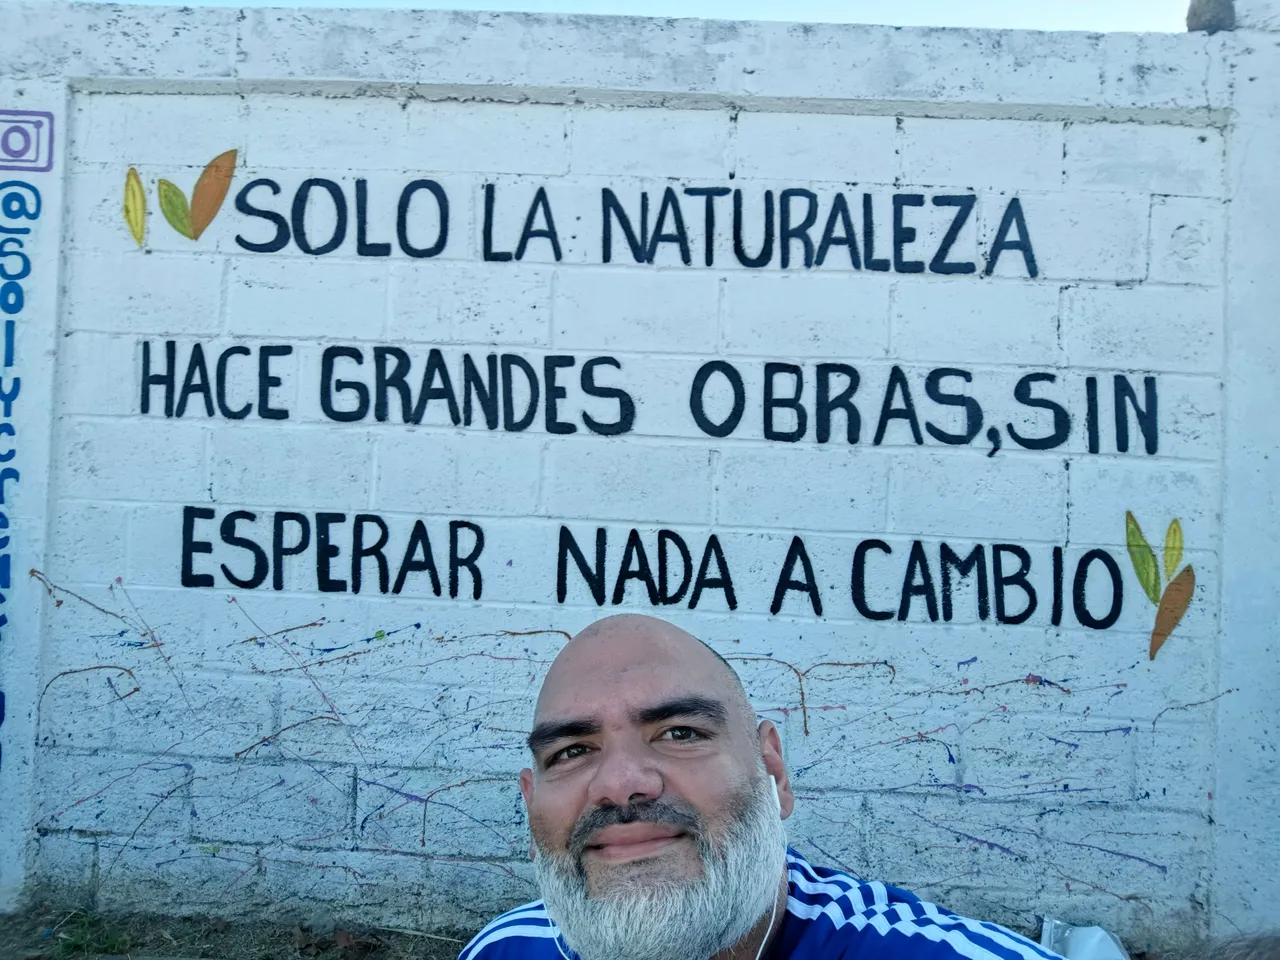 SOLO LA NATURALEZA
HACE GRANDES OBRAS, SIN
ESPERAR NADA A CAMBIO